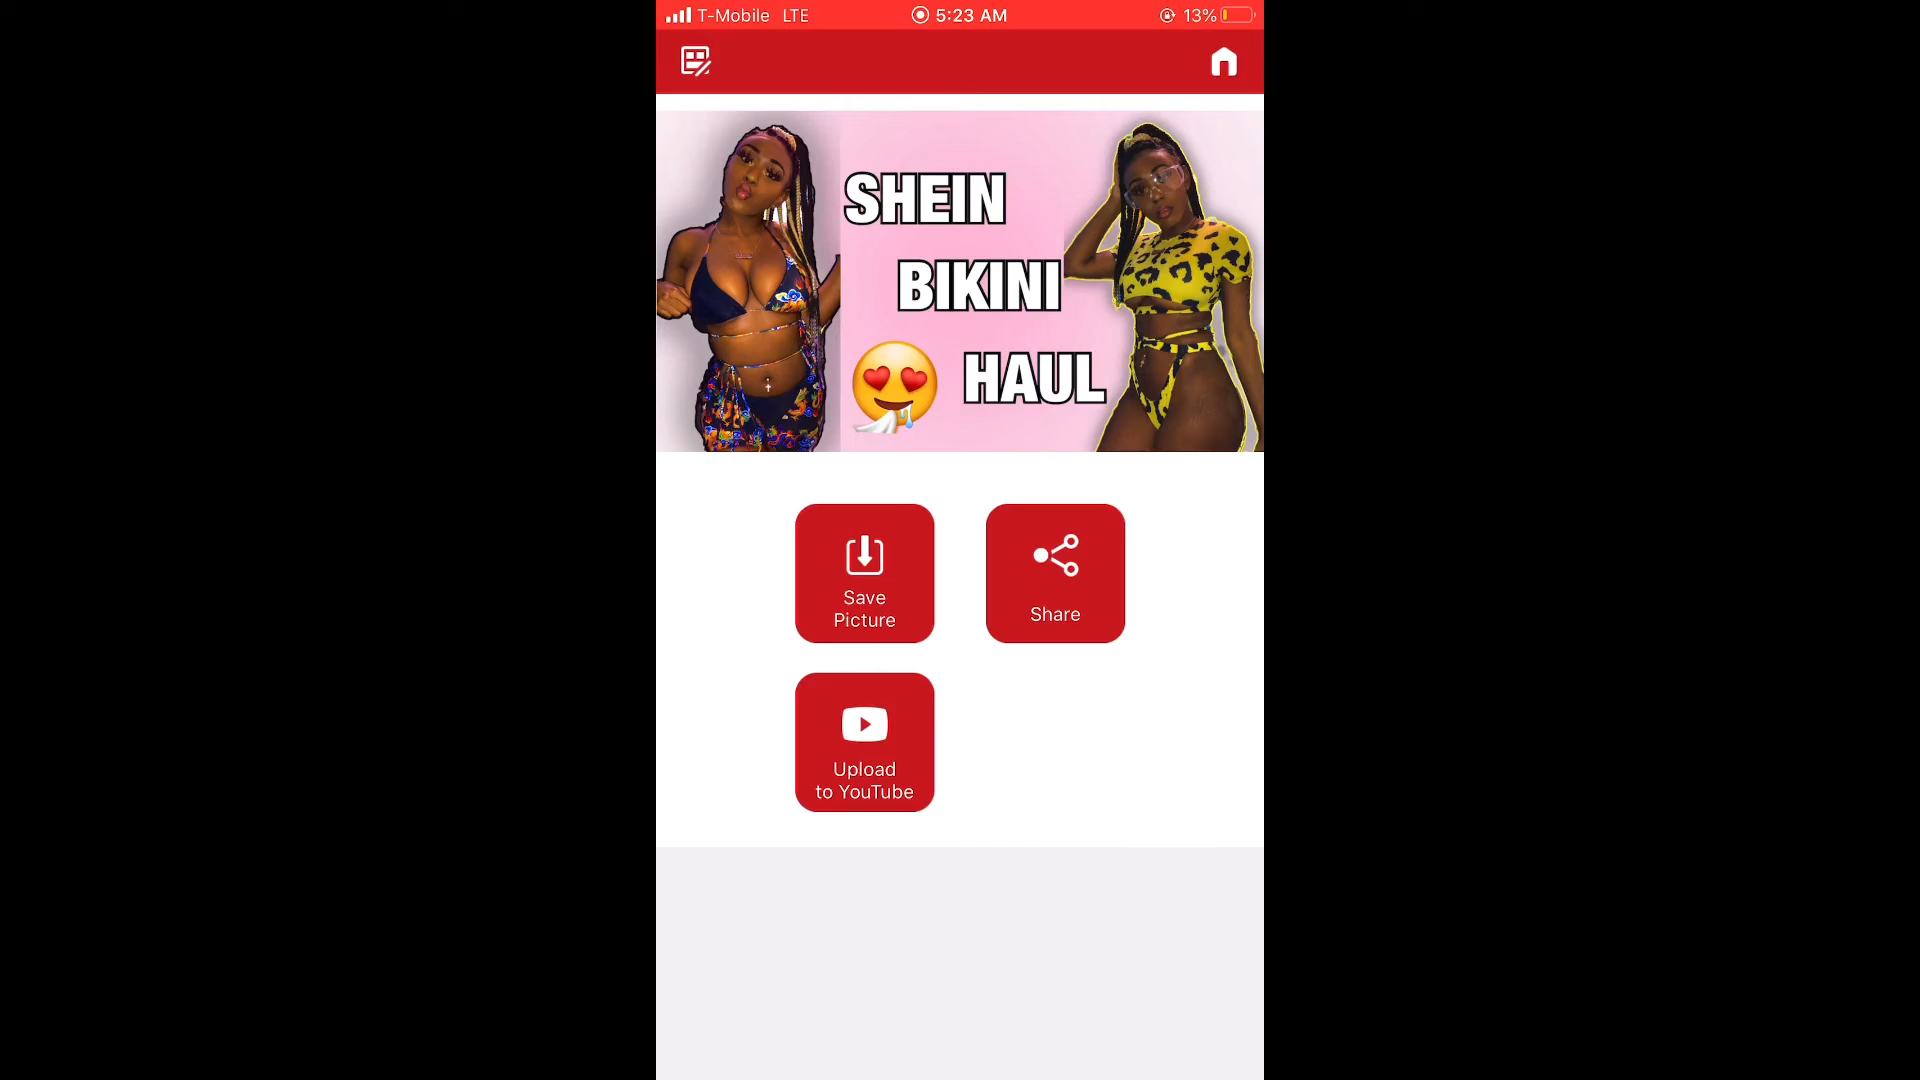 T-Mobile LTE 5:23 AM 13%
SHEIN
BIKINI
HAUL
Save
Picture
Share
Upload
to YouTube